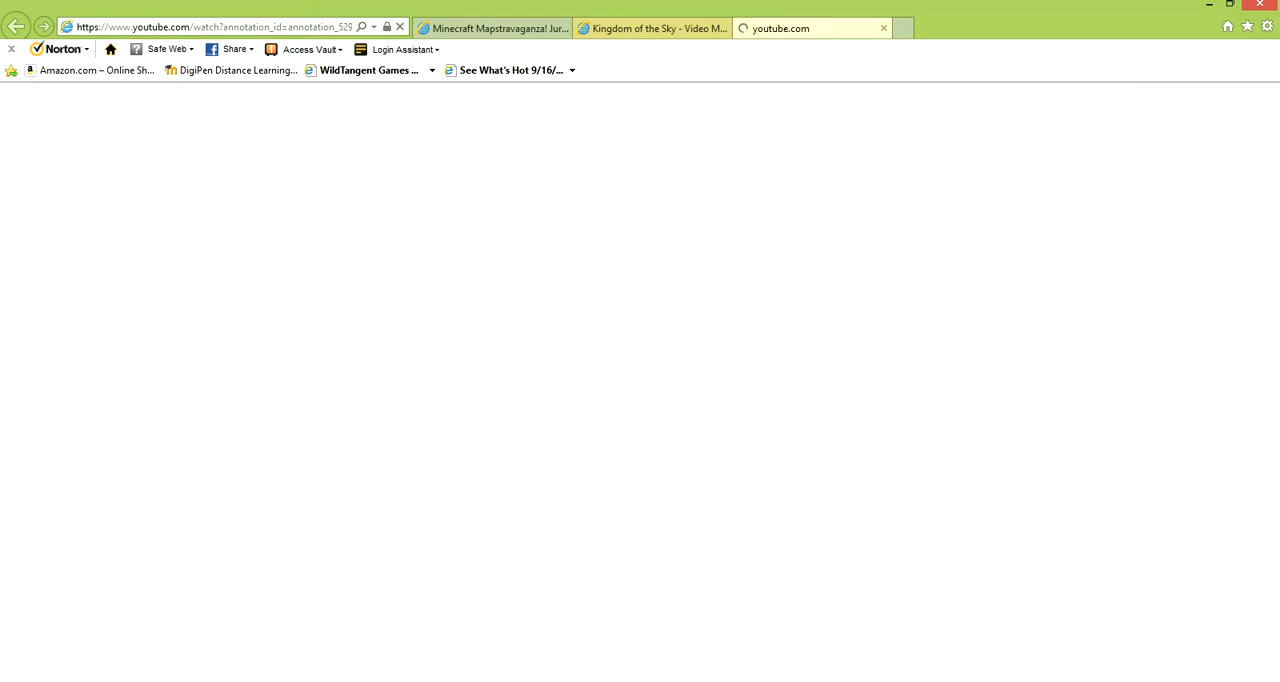 https://www.youtube.com/watch?annotation_id=annotation_529 Minecraft Mapstravaganza! Jur... Kingdom of the Sky - Video M... youtube.com
Norton Safe Web Share Access Vault Login Assistant
Amazon.com – Online Sh... DigiPen Distance Learning... WildTangent Games ... See What's Hot 9/16/...